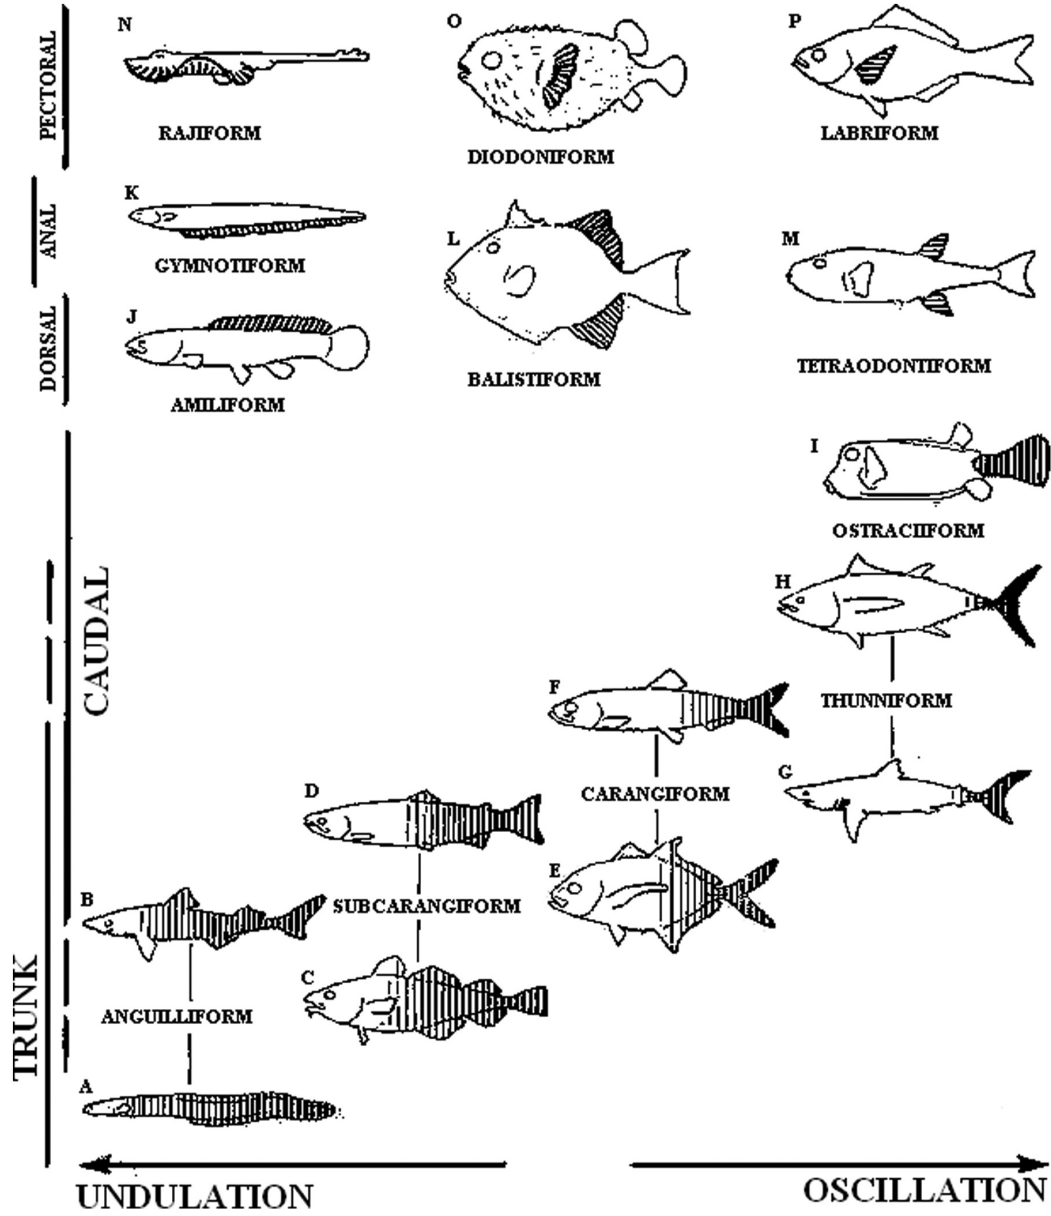 PECTORAL
N
RAJIFORM
O
DIODONIFORM
P
LABRIFORM
ANAL
K
GYMNOTIFORM
L
BALISTIFORM
M
TETRAODONTIFORM
DORSAL
J
AMILIFORM
I
OSTRACIIFORM
CAUDAL
H
THUNNIFORM
G
F
CARANGIFORM
E
D
SUBCARANGIFORM
C
TRUNK
B
ANGUILLIFORM
A
UNDULATION
OSCILLATION